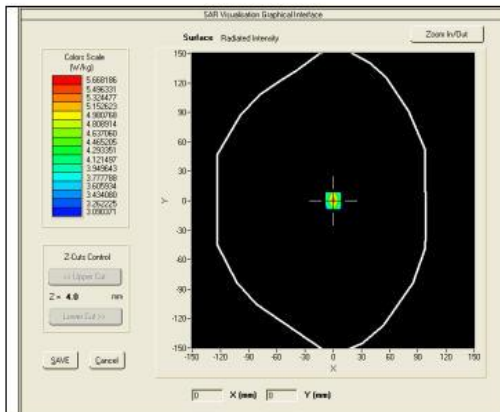 SAR Visualisation Graphical Interface
Surface Radiated Intensity
Zoom In/Out
Colors Scale
(W/kg)
5.668186
5.496331
5.324477
5.152623
4.980768
4.808914
4.637060
4.465205
4.293351
4.121497
3.949643
3.777788
3.605934
3.434080
3.262225
3.090371
Z-Cuts Control
<< Upper Cut
Z = 4.0 mm
Lower Cut >>
SAVE Cancel
150
120
90
60
30
Y 0
-30
-60
-90
-120
-150
-150 -120 -90 -60 -30 0 30 60 90 120 150
X
0 X (mm) 0 Y (mm)